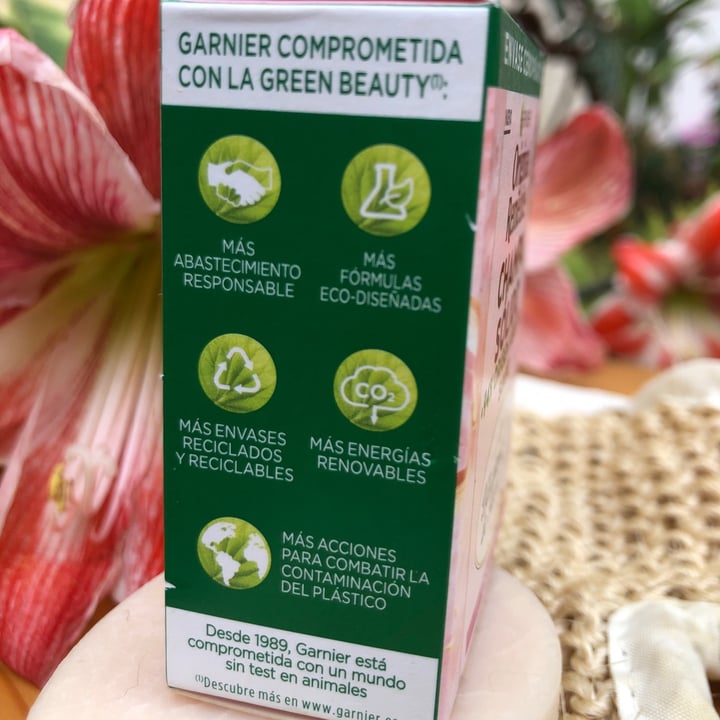 GARNIER COMPROMETIDA
CON LA GREEN BEAUTY⁽¹⁾:
MÁS
ABASTECIMIENTO
RESPONSABLE
MÁS
FÓRMULAS
ECO-DISEÑADAS
MÁS ENVASES
RECICLADOS
Y RECICLABLES
CO₂
MÁS ENERGÍAS
RENOVABLES
MÁS ACCIONES
PARA COMBATIR LA
CONTAMINACIÓN
DEL PLÁSTICO
Desde 1989, Garnier está
comprometida con un mundo
sin test en animales
⁽¹⁾Descubre más en www.garnier.es
ENVASE